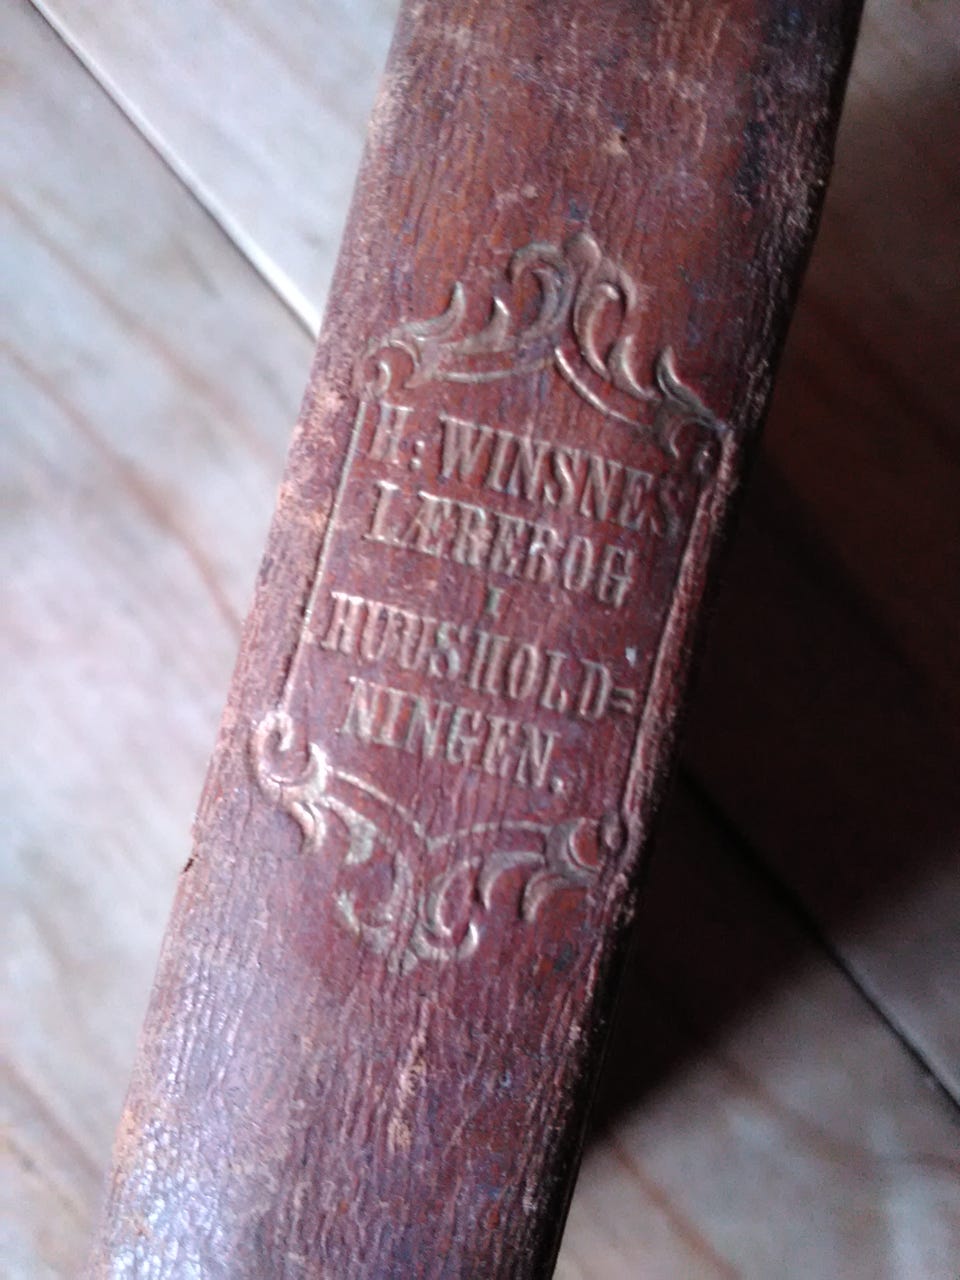 H: WINSNES
LÆREBOG
I
HUUSHOLD=
NINGEN.